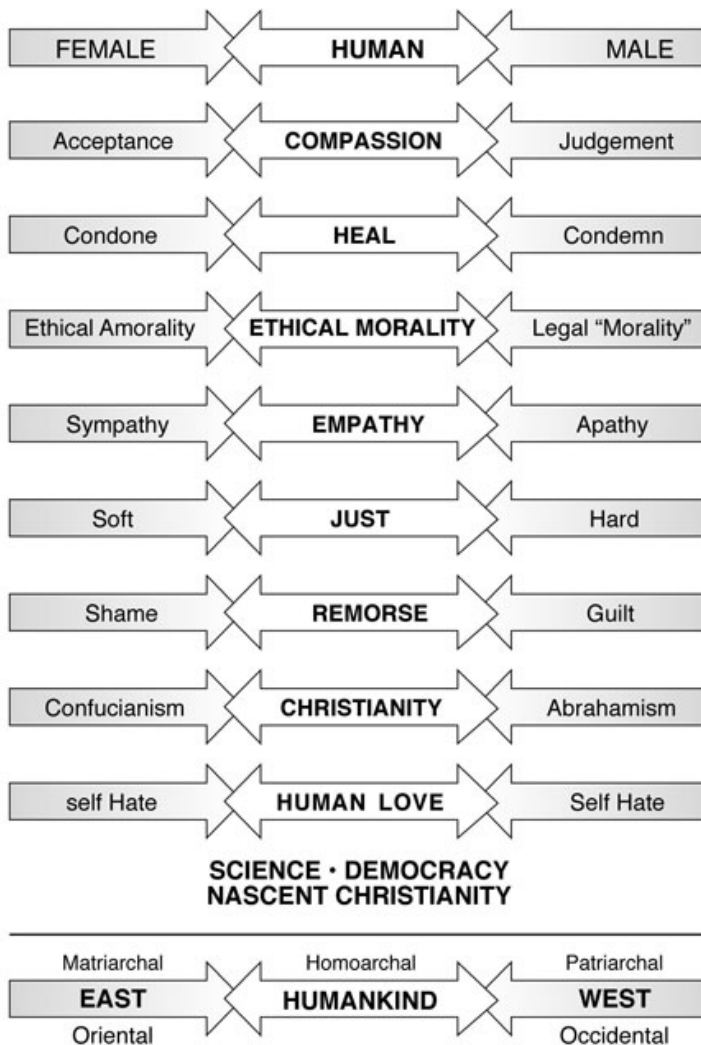 FEMALE HUMAN MALE
Acceptance COMPASSION Judgement
Condone HEAL Condemn
Ethical Amorality ETHICAL MORALITY Legal “Morality”
Sympathy EMPATHY Apathy
Soft JUST Hard
Shame REMORSE Guilt
Confucianism CHRISTIANITY Abrahamism
self Hate HUMAN LOVE Self Hate
SCIENCE • DEMOCRACY
NASCENT CHRISTIANITY
Matriarchal Homoarchal Patriarchal
EAST HUMANKIND WEST
Oriental Occidental